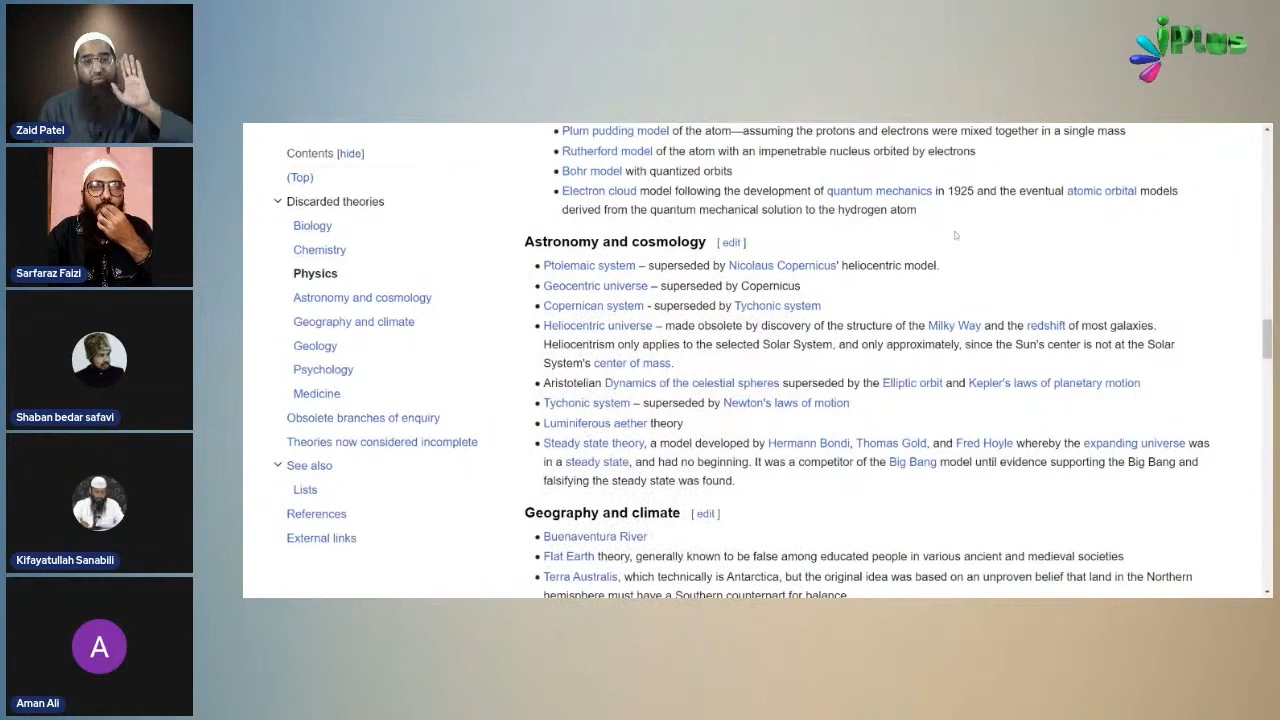 iPlus
Zaid Patel
Sarfaraz Faizi
Shaban bedar safavi
Kifayatullah Sanabili
A
Aman Ali
Contents [hide]
(Top)
Discarded theories
Biology
Chemistry
Physics
Astronomy and cosmology
Geography and climate
Geology
Psychology
Medicine
Obsolete branches of enquiry
Theories now considered incomplete
See also
Lists
References
External links
• Plum pudding model of the atom—assuming the protons and electrons were mixed together in a single mass
• Rutherford model of the atom with an impenetrable nucleus orbited by electrons
• Bohr model with quantized orbits
• Electron cloud model following the development of quantum mechanics in 1925 and the eventual atomic orbital models
derived from the quantum mechanical solution to the hydrogen atom
Astronomy and cosmology [ edit ]
• Ptolemaic system – superseded by Nicolaus Copernicus' heliocentric model.
• Geocentric universe – superseded by Copernicus
• Copernican system - superseded by Tychonic system
• Heliocentric universe – made obsolete by discovery of the structure of the Milky Way and the redshift of most galaxies.
Heliocentrism only applies to the selected Solar System, and only approximately, since the Sun's center is not at the Solar
System's center of mass.
• Aristotelian Dynamics of the celestial spheres superseded by the Elliptic orbit and Kepler's laws of planetary motion
• Tychonic system – superseded by Newton's laws of motion
• Luminiferous aether theory
• Steady state theory, a model developed by Hermann Bondi, Thomas Gold, and Fred Hoyle whereby the expanding universe was
in a steady state, and had no beginning. It was a competitor of the Big Bang model until evidence supporting the Big Bang and
falsifying the steady state was found.
Geography and climate [ edit ]
• Buenaventura River
• Flat Earth theory, generally known to be false among educated people in various ancient and medieval societies
• Terra Australis, which technically is Antarctica, but the original idea was based on an unproven belief that land in the Northern
hemisphere must have a Southern counterpart for balance